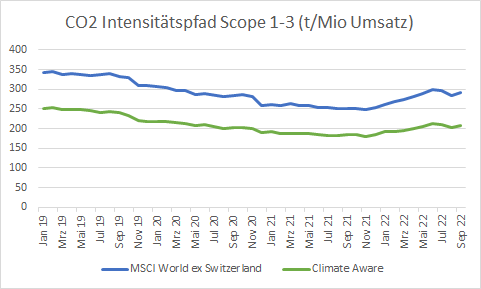 CO2 Intensitätspfad Scope 1-3 (t/Mio Umsatz)
400
350
300
250
200
150
100
50
0
Jan 19
Mrz 19
Mai 19
Jul 19
Sep 19
Nov 19
Jan 20
Mrz 20
Mai 20
Jul 20
Sep 20
Nov 20
Jan 21
Mrz 21
Mai 21
Jul 21
Sep 21
Nov 21
Jan 22
Mrz 22
Mai 22
Jul 22
Sep 22
MSCI World ex Switzerland
Climate Aware